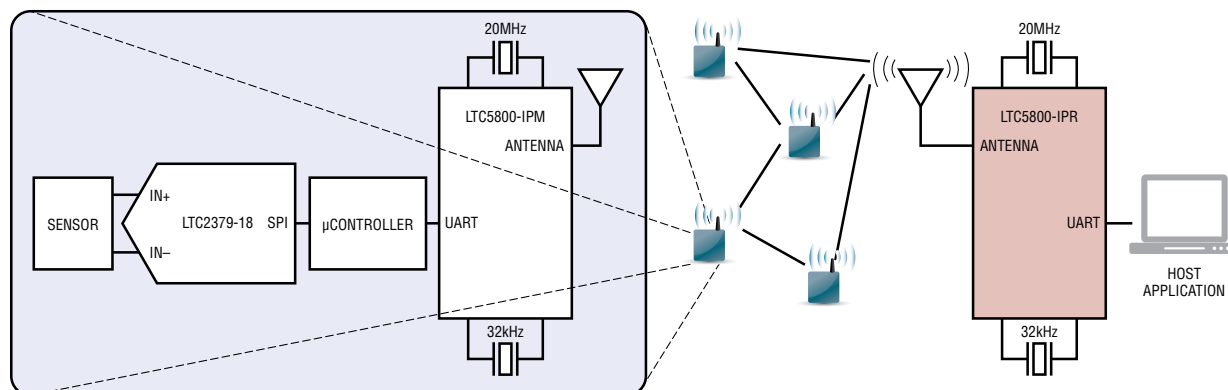 20MHz
LTC5800-IPM
ANTENNA
SENSOR
IN+
IN–
LTC2379-18
SPI
µCONTROLLER
UART
32kHz
20MHz
LTC5800-IPR
ANTENNA
UART
32kHz
HOST
APPLICATION